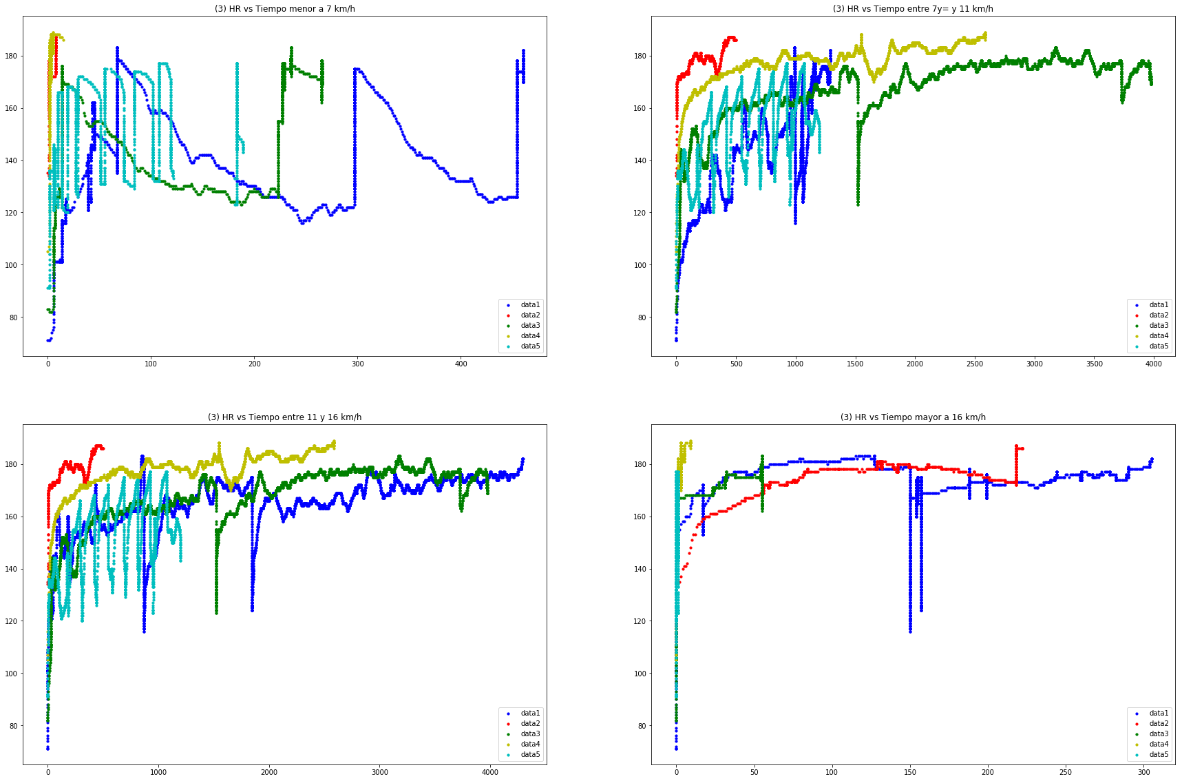 (3) HR vs Tiempo menor a 7 km/h
180
160
140
120
100
80
0 100 200 300 400
data1
data2
data3
data4
data5
(3) HR vs Tiempo entre 7y= y 11 km/h
180
160
140
120
100
80
0 500 1000 1500 2000 2500 3000 3500 4000
data1
data2
data3
data4
data5
(3) HR vs Tiempo entre 11 y 16 km/h
180
160
140
120
100
80
0 1000 2000 3000 4000
data1
data2
data3
data4
data5
(3) HR vs Tiempo mayor a 16 km/h
180
160
140
120
100
80
0 50 100 150 200 250 300
data1
data2
data3
data4
data5